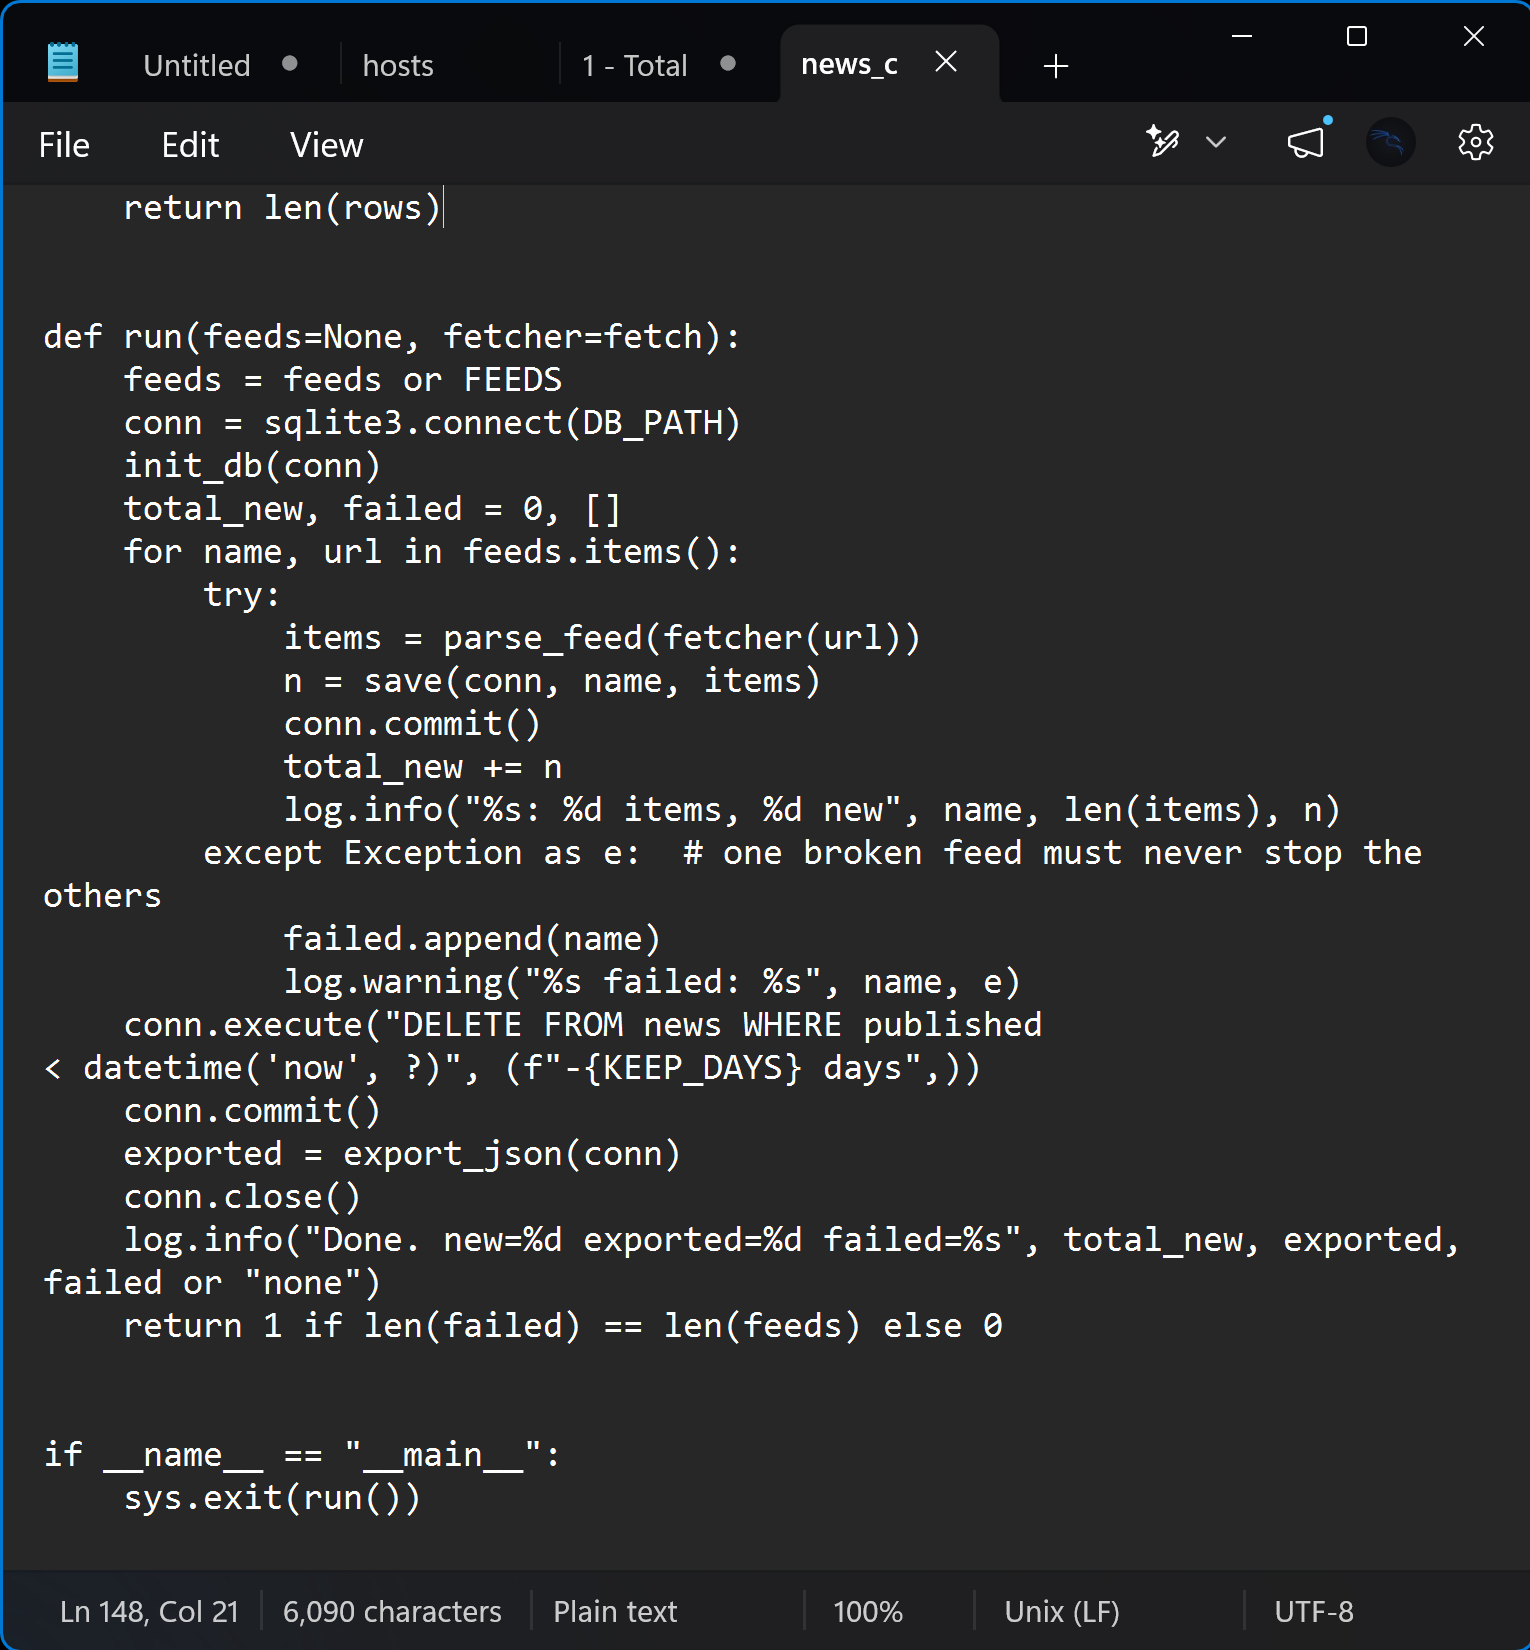 Untitled
hosts
1 - Total
news_c
File
Edit
View
    return len(rows)
def run(feeds=None, fetcher=fetch):
    feeds = feeds or FEEDS
    conn = sqlite3.connect(DB_PATH)
    init_db(conn)
    total_new, failed = 0, []
    for name, url in feeds.items():
        try:
            items = parse_feed(fetcher(url))
            n = save(conn, name, items)
            conn.commit()
            total_new += n
            log.info("%s: %d items, %d new", name, len(items), n)
        except Exception as e:  # one broken feed must never stop the
others
            failed.append(name)
            log.warning("%s failed: %s", name, e)
    conn.execute("DELETE FROM news WHERE published
< datetime('now', ?)", (f"-{KEEP_DAYS} days",))
    conn.commit()
    exported = export_json(conn)
    conn.close()
    log.info("Done. new=%d exported=%d failed=%s", total_new, exported,
failed or "none")
    return 1 if len(failed) == len(feeds) else 0
if __name__ == "__main__":
    sys.exit(run())
Ln 148, Col 21
6,090 characters
Plain text
100%
Unix (LF)
UTF-8